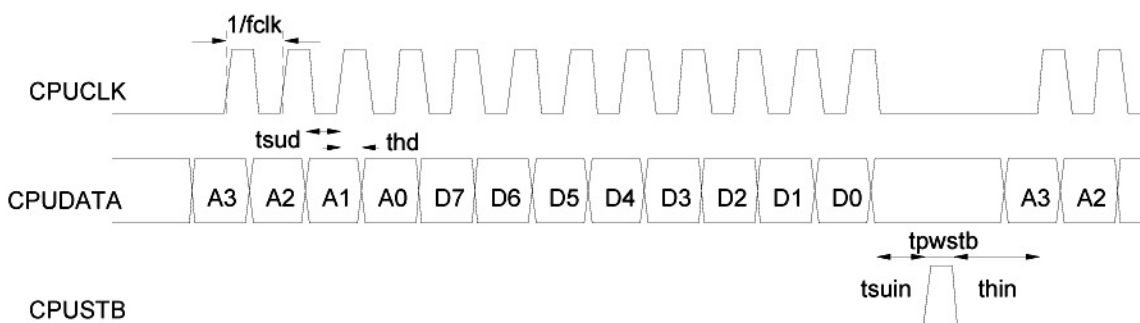 1/fclk
CPUCLK
tsud thd
CPUDATA A3 A2 A1 A0 D7 D6 D5 D4 D3 D2 D1 D0 A3 A2
tpwstb
tsuin thin
CPUSTB